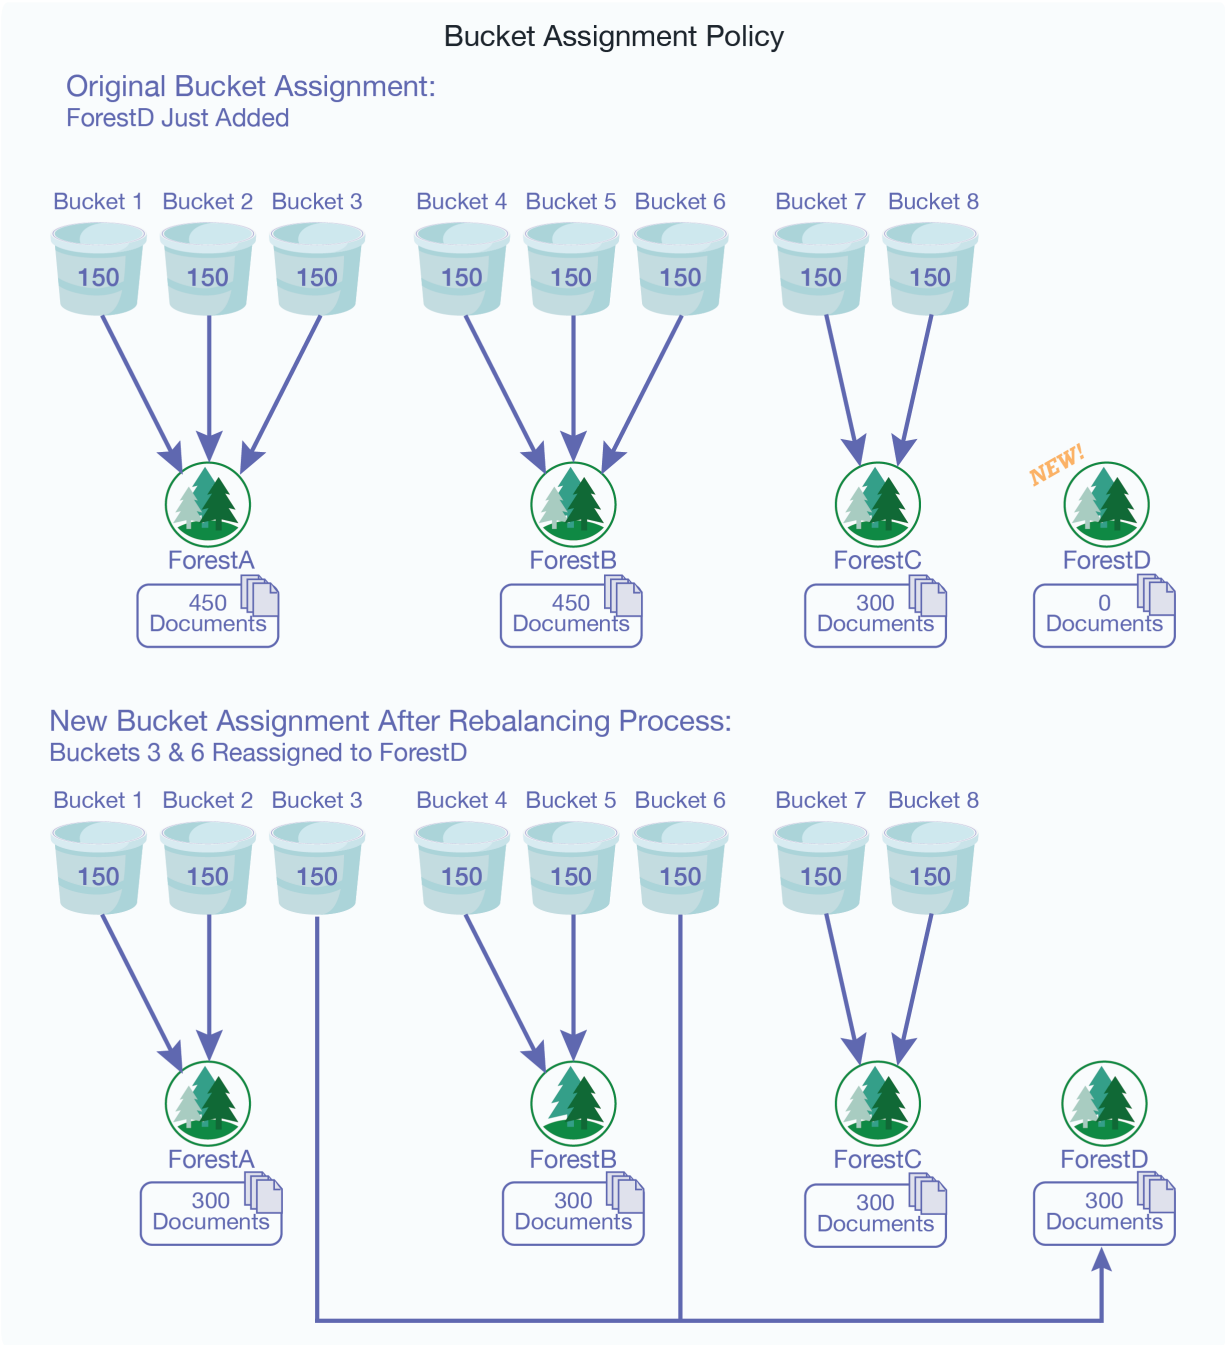 Bucket Assignment Policy
Original Bucket Assignment:
ForestD Just Added
Bucket 1 Bucket 2 Bucket 3 Bucket 4 Bucket 5 Bucket 6 Bucket 7 Bucket 8
150 150 150 150 150 150 150 150
NEW!
ForestA ForestB ForestC ForestD
450 450 300 0
Documents Documents Documents Documents
New Bucket Assignment After Rebalancing Process:
Buckets 3 & 6 Reassigned to ForestD
Bucket 1 Bucket 2 Bucket 3 Bucket 4 Bucket 5 Bucket 6 Bucket 7 Bucket 8
150 150 150 150 150 150 150 150
ForestA ForestB ForestC ForestD
300 300 300 300
Documents Documents Documents Documents